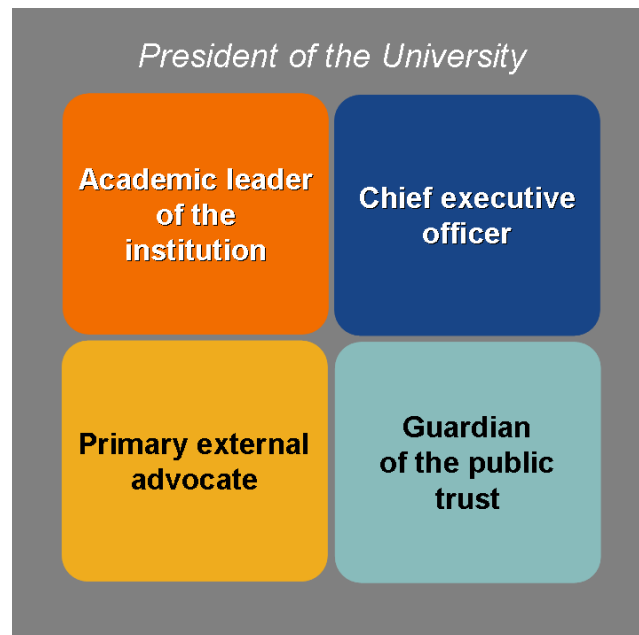 President of the University
Academic leader
of the
institution
Chief executive
officer
Primary external
advocate
Guardian
of the public
trust